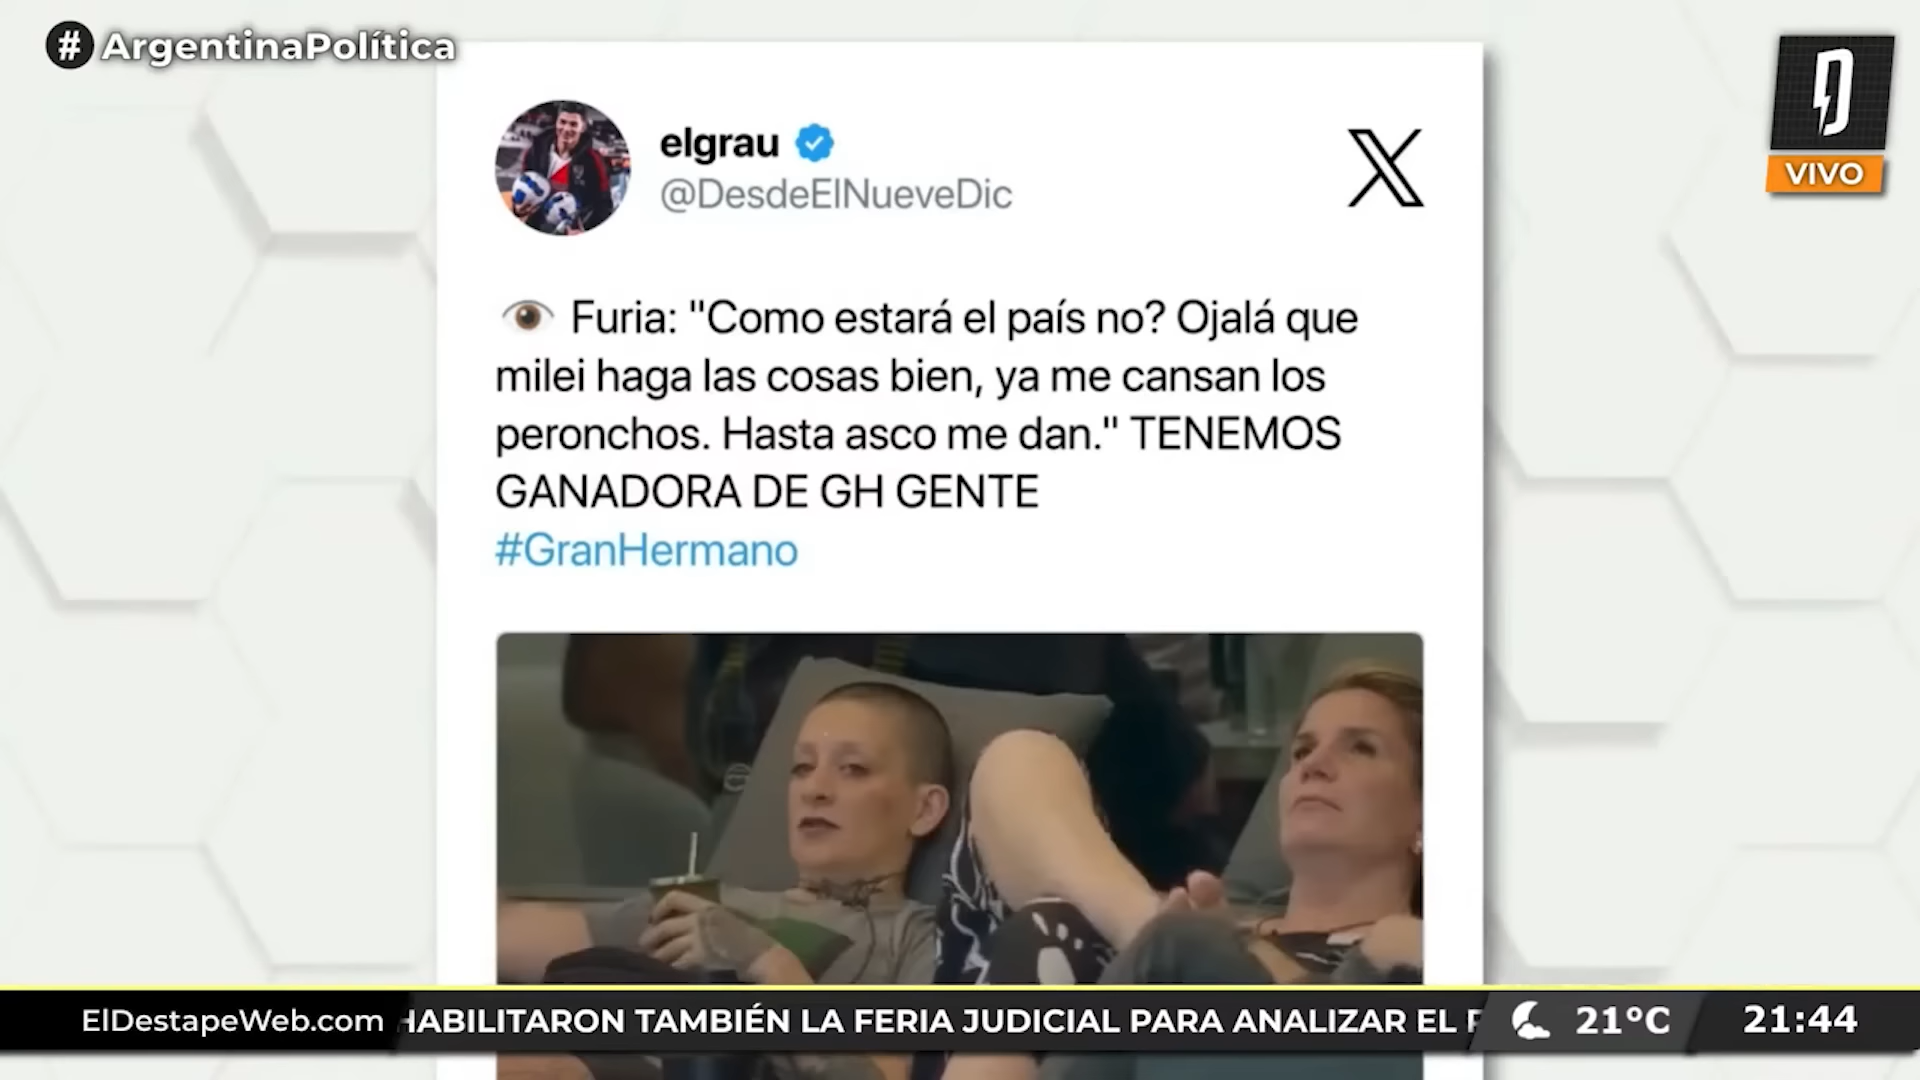 # ArgentinaPolítica
VIVO
elgrau
@DesdeElNueveDic
👁 Furia: "Como estará el país no? Ojalá que
milei haga las cosas bien, ya me cansan los
peronchos. Hasta asco me dan." TENEMOS
GANADORA DE GH GENTE
#GranHermano
ElDestapeWeb.com
HABILITARON TAMBIÉN LA FERIA JUDICIAL PARA ANALIZAR EL
21°C
21:44